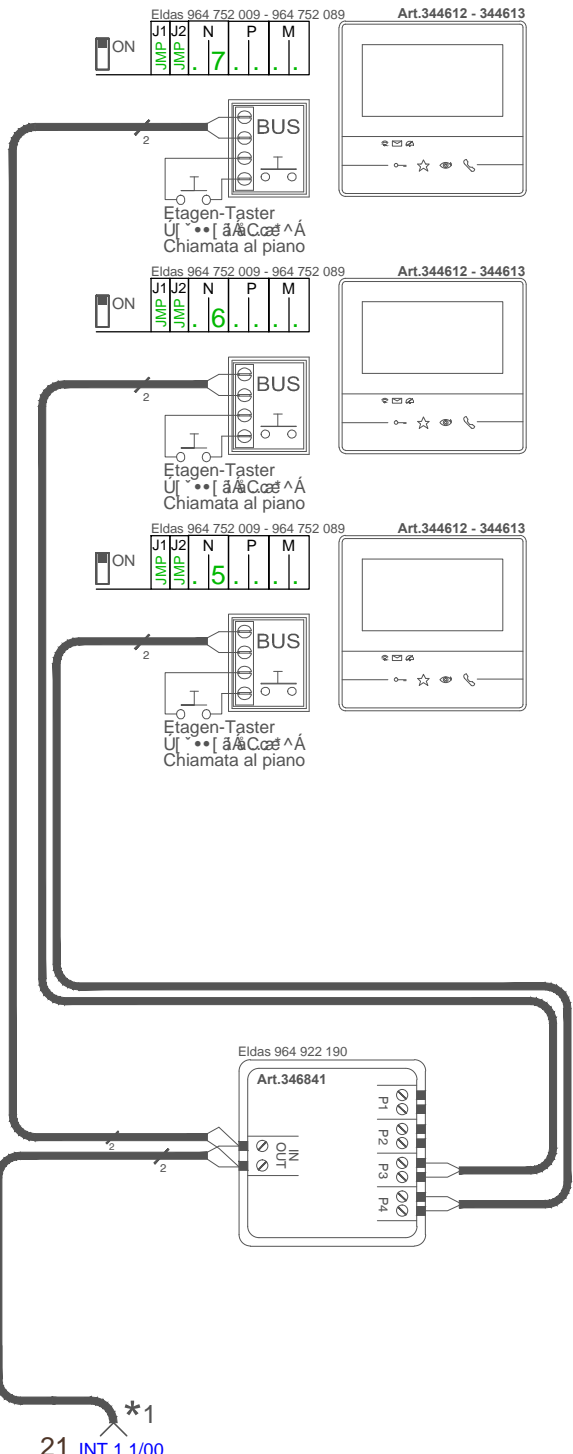 Eldas 964 752 009 - 964 752 089 Art.344612 - 344613
ON J1 J2 N P M
JMP JMP . 7 . . . .
BUS
2
Etagen-Taster
Chiamata al piano
Eldas 964 752 009 - 964 752 089 Art.344612 - 344613
ON J1 J2 N P M
JMP JMP . 6 . . . .
BUS
2
Etagen-Taster
Chiamata al piano
Eldas 964 752 009 - 964 752 089 Art.344612 - 344613
ON J1 J2 N P M
JMP JMP . 5 . . . .
BUS
2
Etagen-Taster
Chiamata al piano
Eldas 964 922 190
Art.346841
P1
P2
2 IN
2 OUT
P3
P4
*1
21 INT 1.1/00